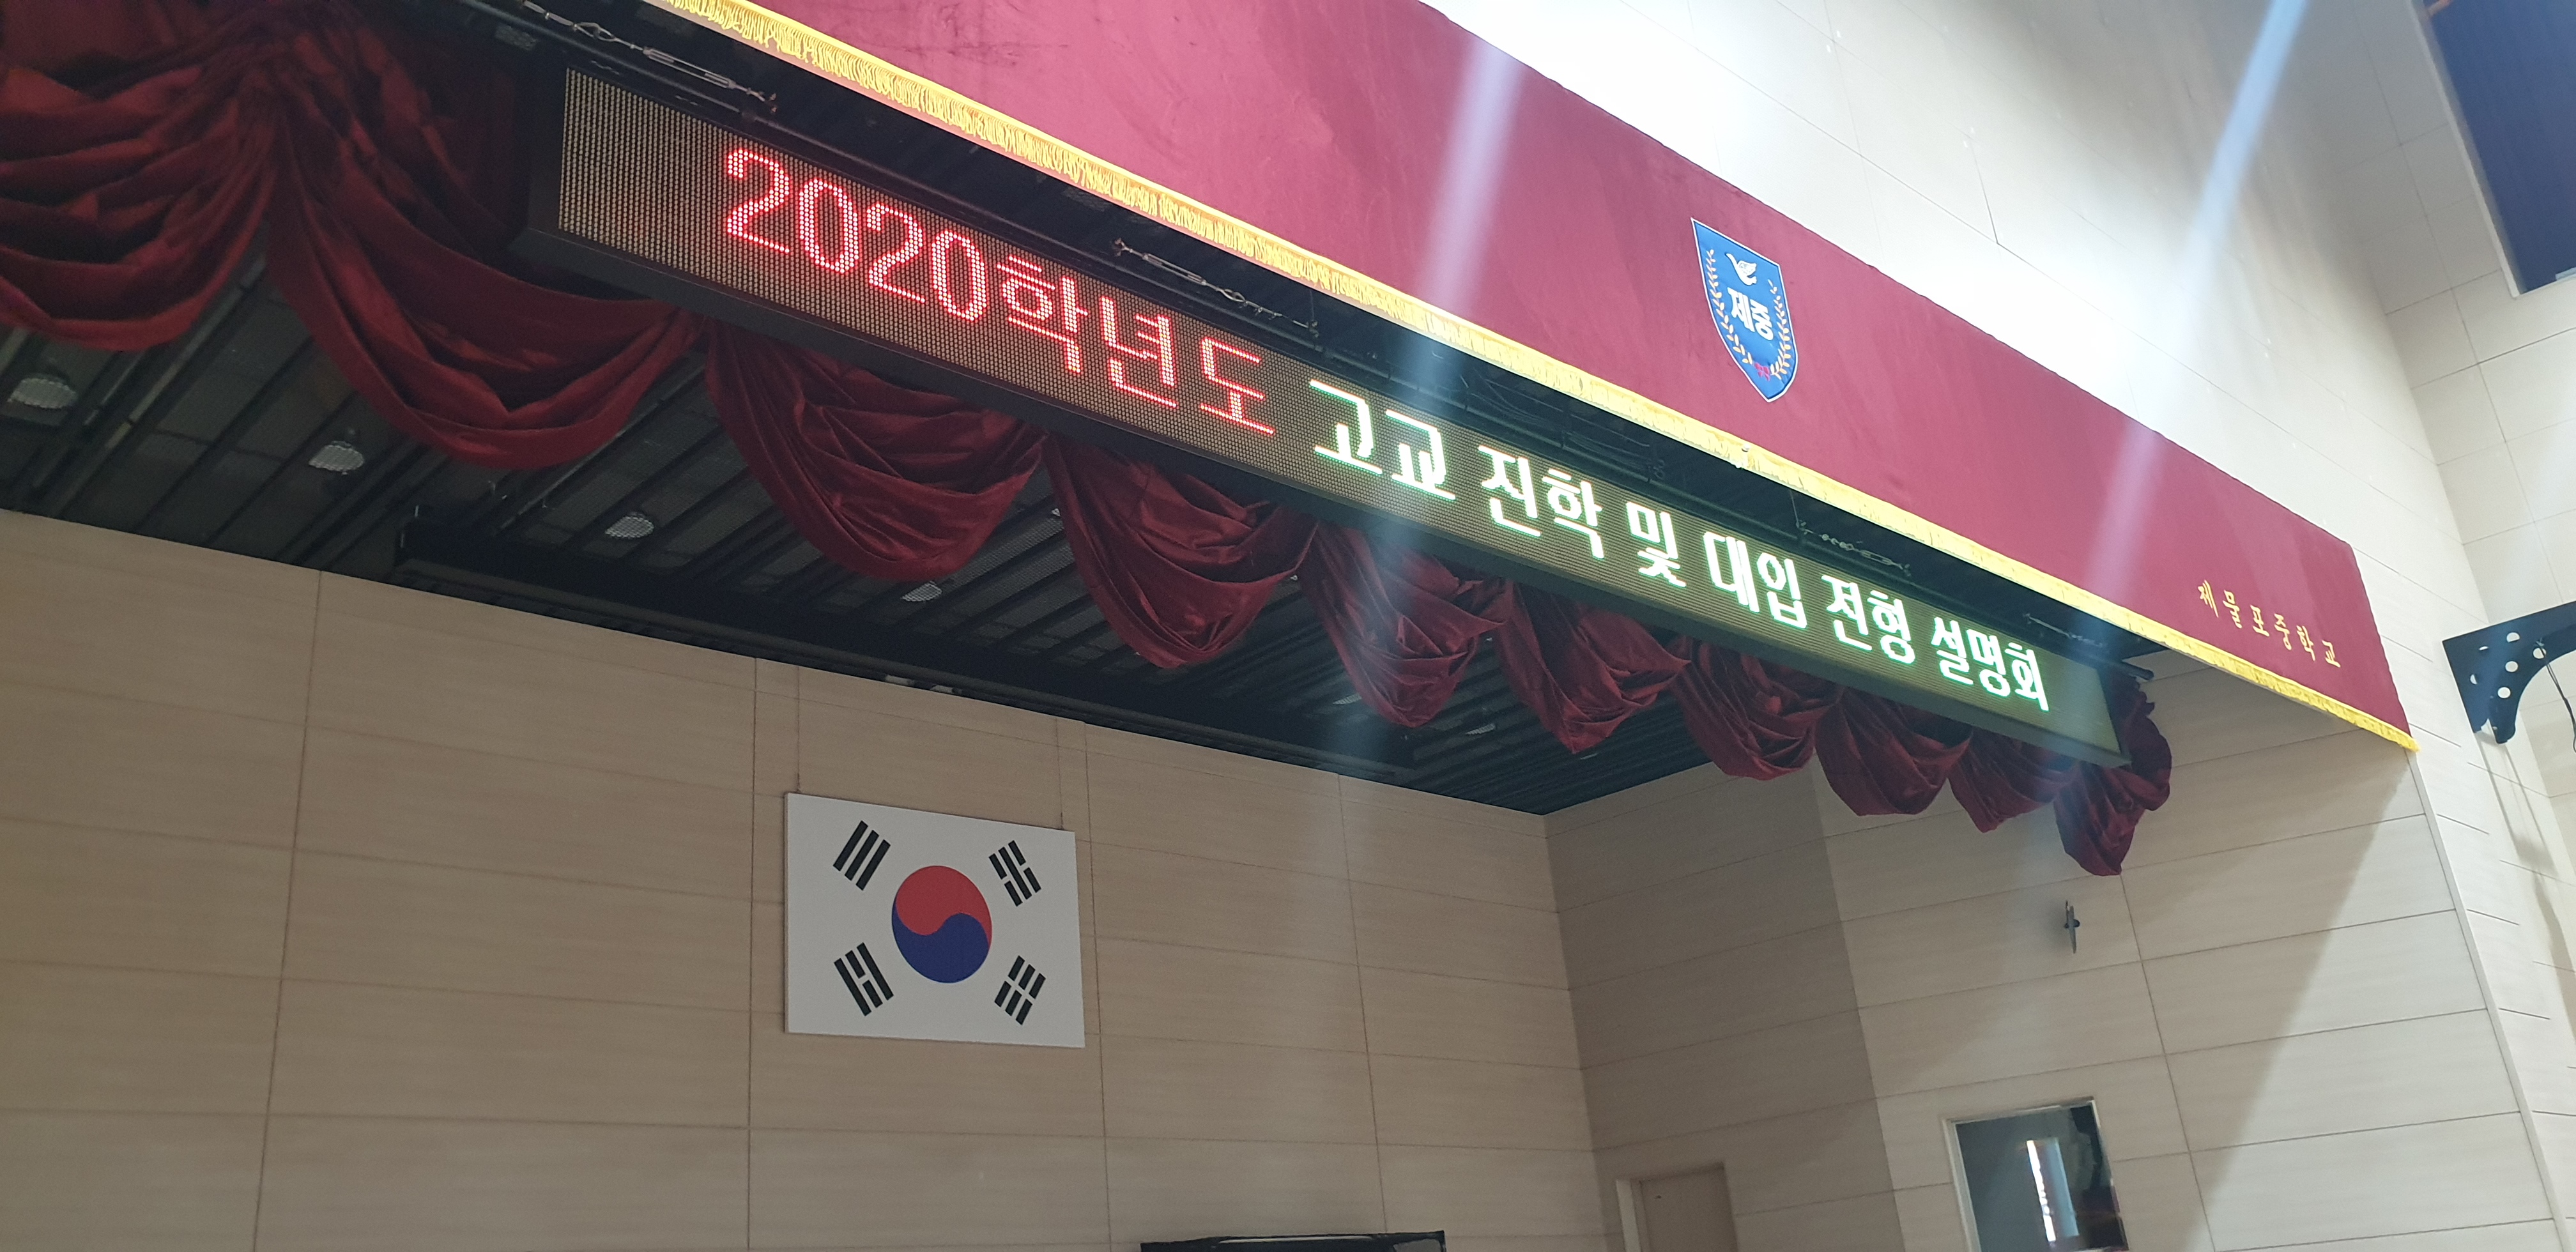 2020학년도 고교 진학 및 대입 전형 설명회
제중
제물포중학교